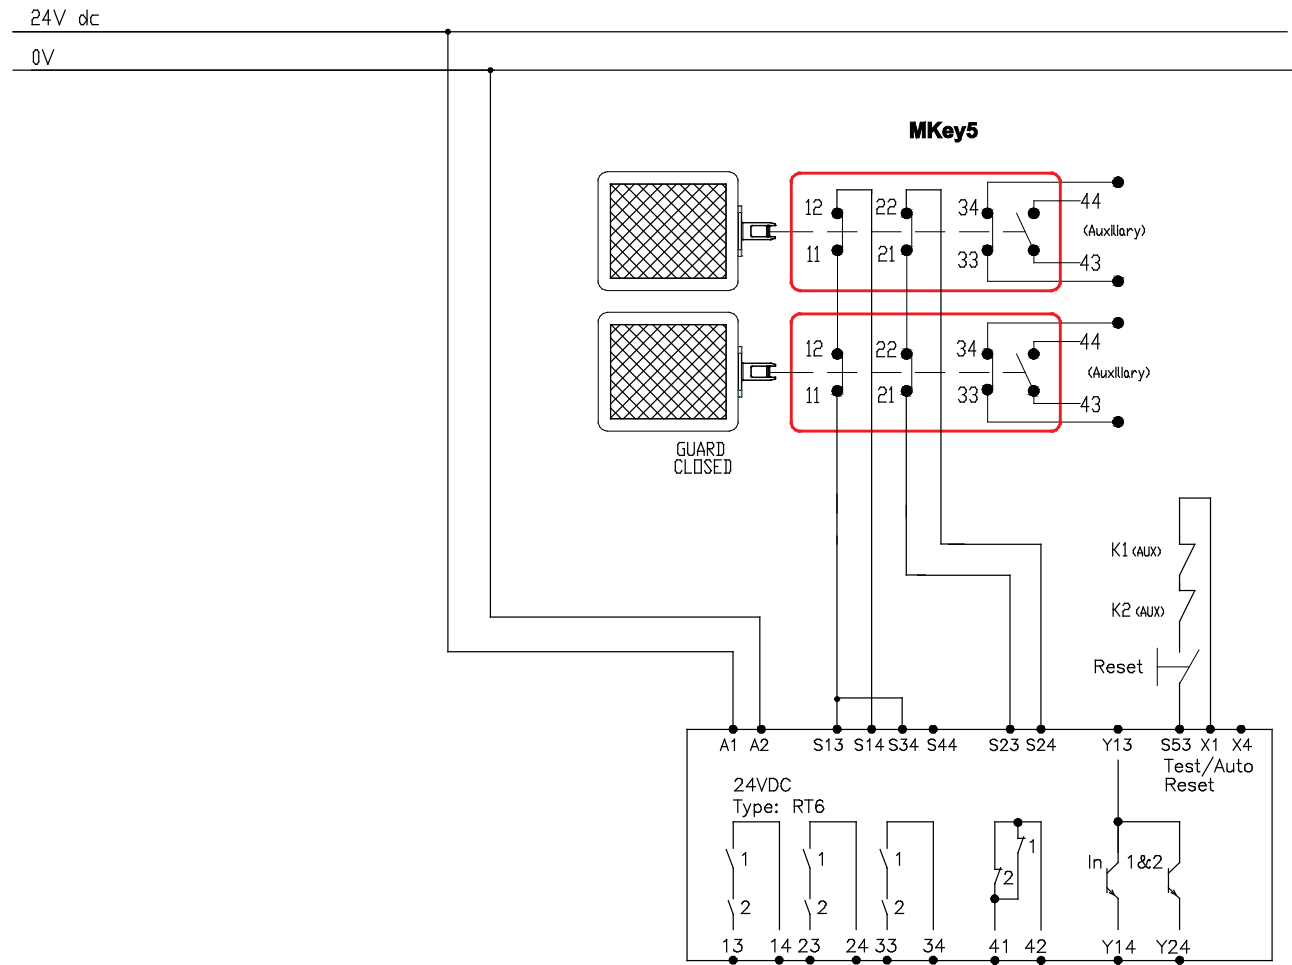 24V dc
0V
MKey5
12 22 34 44
(Auxiliary)
11 21 33 43
12 22 34 44
(Auxiliary)
11 21 33 43
GUARD
CLOSED
K1 (AUX)
K2 (AUX)
Reset
A1 A2 S13 S14 S34 S44 S23 S24 Y13 S53 X1 X4
Test/Auto
Reset
24VDC
Type: RT6
1 1 1 1
In 1&2
2
2 2 2
13 14 23 24 33 34 41 42 Y14 Y24